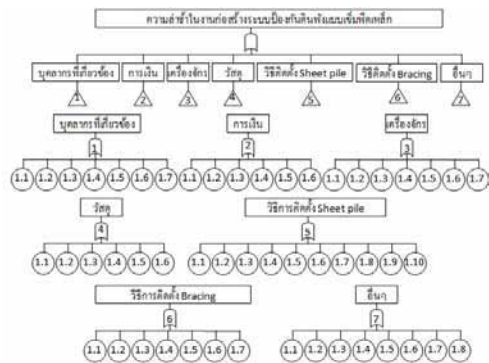 ความล่าช้าในงานก่อสร้างระบบป้องกันดินพังแบบเข็มพืดเหล็ก
บุคลากรที่เกี่ยวข้อง การเงิน เครื่องจักร วัสดุ วิธีติดตั้ง Sheet pile วิธีติดตั้ง Bracing อื่นๆ
1 2 3 4 5 6 7
บุคลากรที่เกี่ยวข้อง การเงิน เครื่องจักร
1 2 3
1.1 1.2 1.3 1.4 1.5 1.6 1.7 1.1 1.2 1.3 1.4 1.5 1.6 1.1 1.2 1.3 1.4 1.5 1.6 1.7
วัสดุ วิธีการติดตั้ง Sheet pile
4 5
1.1 1.2 1.3 1.4 1.5 1.6 1.1 1.2 1.3 1.4 1.5 1.6 1.7 1.8 1.9 1.10
วิธีการติดตั้ง Bracing อื่นๆ
6 7
1.1 1.2 1.3 1.4 1.5 1.6 1.7 1.1 1.2 1.3 1.4 1.5 1.6 1.7 1.8